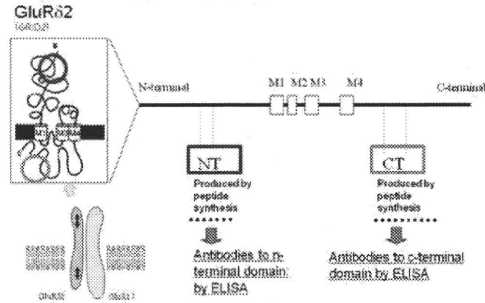 GluRδ2
(GRID2)
N-terminal
M1 M2 M3 M4
C-terminal
NT
CT
Produced by
peptide
synthesis
Produced by
peptide
synthesis
Antibodies to n-
terminal domain
by ELISA
Antibodies to c-terminal
domain by ELISA